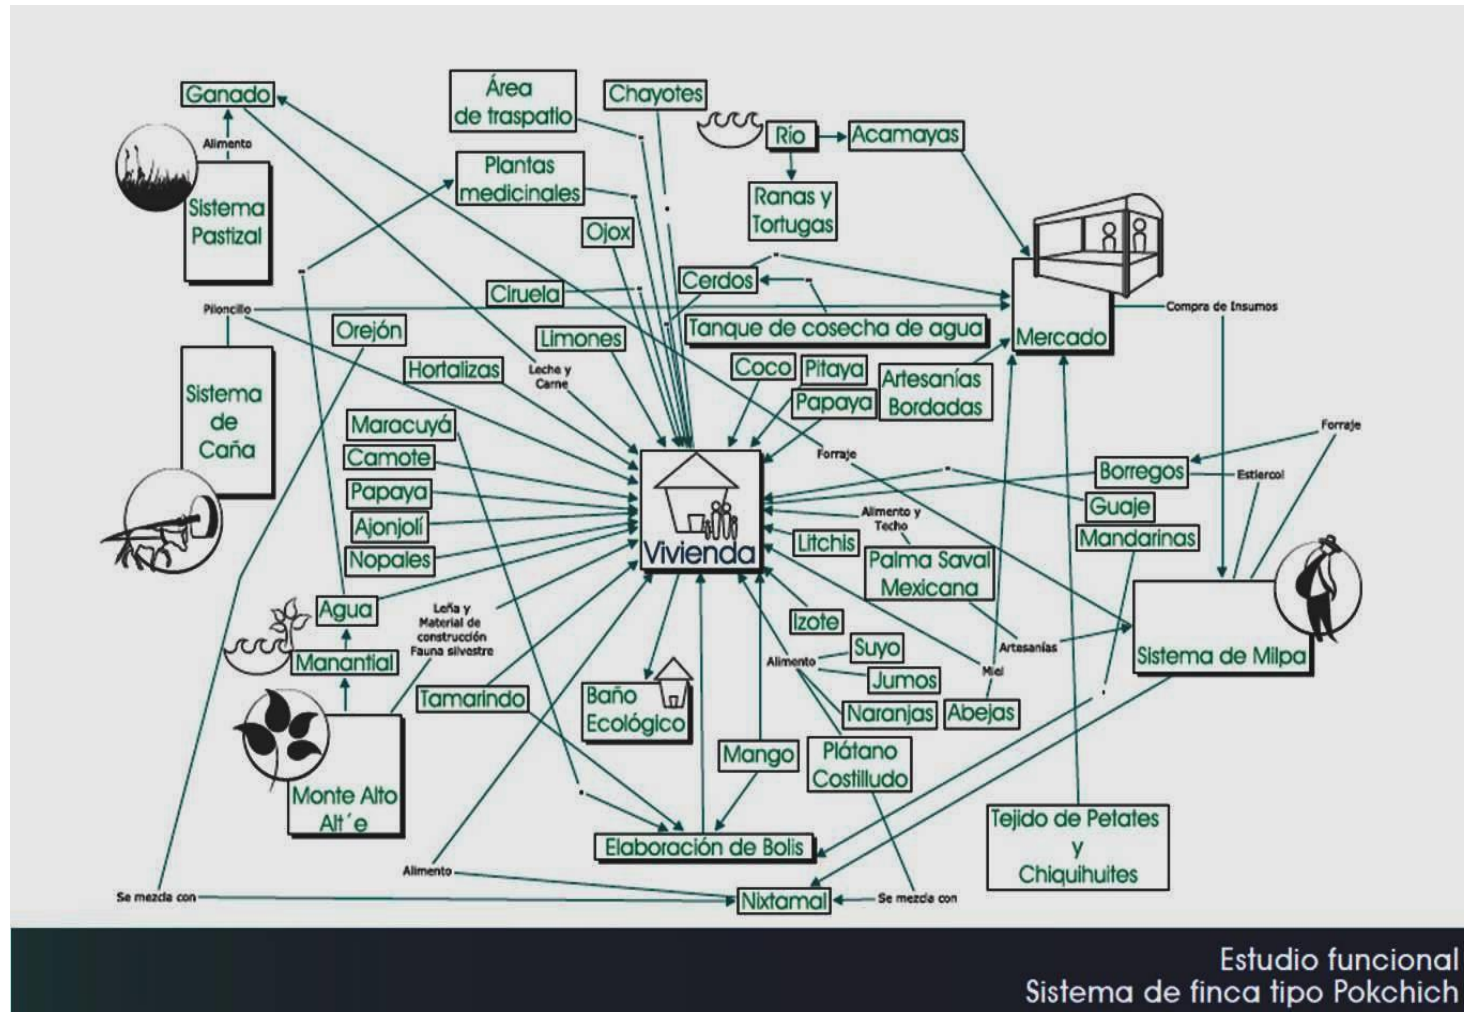 Ganado
Área
de traspatio
Chayotes
Río
Acamayas
Alimento
Plantas
medicinales
Sistema
Pastizal
Ranas y
Tortugas
Ojox
Ciruela
Cerdos
Piloncillo
Orejón
Limones
Tanque de cosecha de agua
Mercado
Compra de Insumos
Hortalizas
Leche y
Carne
Coco
Pitaya
Papaya
Artesanías
Bordadas
Sistema
de
Caña
Maracuyá
Camote
Papaya
Ajonjolí
Nopales
Forraje
Forraje
Borregos
Estiercol
Guaje
Mandarinas
Vivienda
Alimento y
Techo
Litchis
Palma Saval
Mexicana
Agua
Manantial
Leña y
Material de
construcción
Fauna silvestre
Izote
Alimento
Suyo
Jumos
Naranjas
Artesanías
Miel
Abejas
Sistema de Milpa
Tamarindo
Baño
Ecológico
Mango
Plátano
Costilludo
Monte Alto
Alt´e
Elaboración de Bolis
Tejido de Petates
y
Chiquihuites
Alimento
Se mezcla con
Nixtamal
Se mezcla con
Estudio funcional
Sistema de finca tipo Pokchich